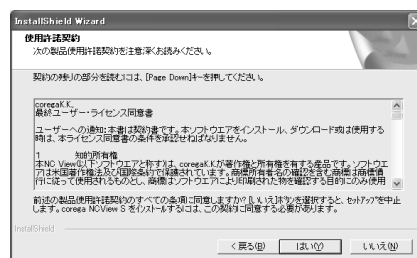 InstallShield Wizard
使用許諾契約
次の製品使用許諾契約を注意深くお読みください。
契約の残りの部分を読むには、[Page Down]キーを押してください。
corega K.K.
最終ユーザー・ライセンス同意書
ユーザーへの通知:本書は契約書です。本ソフトウエアをインストール、ダウンロード或は使用する
時は、本ライセンス同意書の条件を承認せねばなりません。
1 知的所有権
本NC View(以下ソフトウエアと称す)は、corega K.Kが著作権と所有権を有する産品です。ソフトウエ
アは米国著作権法及び国際条約で保護されています。商標所有者名の確認を含む商標は商標慣
行に従って使用されるものとし、商標はソフトウエアにより印刷された物を確認する目的にのみ使用
前述の製品使用許諾契約のすべての条項に同意しますか?[いいえ]ボタンを選択すると、セットアップを中止
します。corega NCView S をインストールするには、この契約に同意する必要があります。
InstallShield
< 戻る(B)
はい(Y)
いいえ(N)